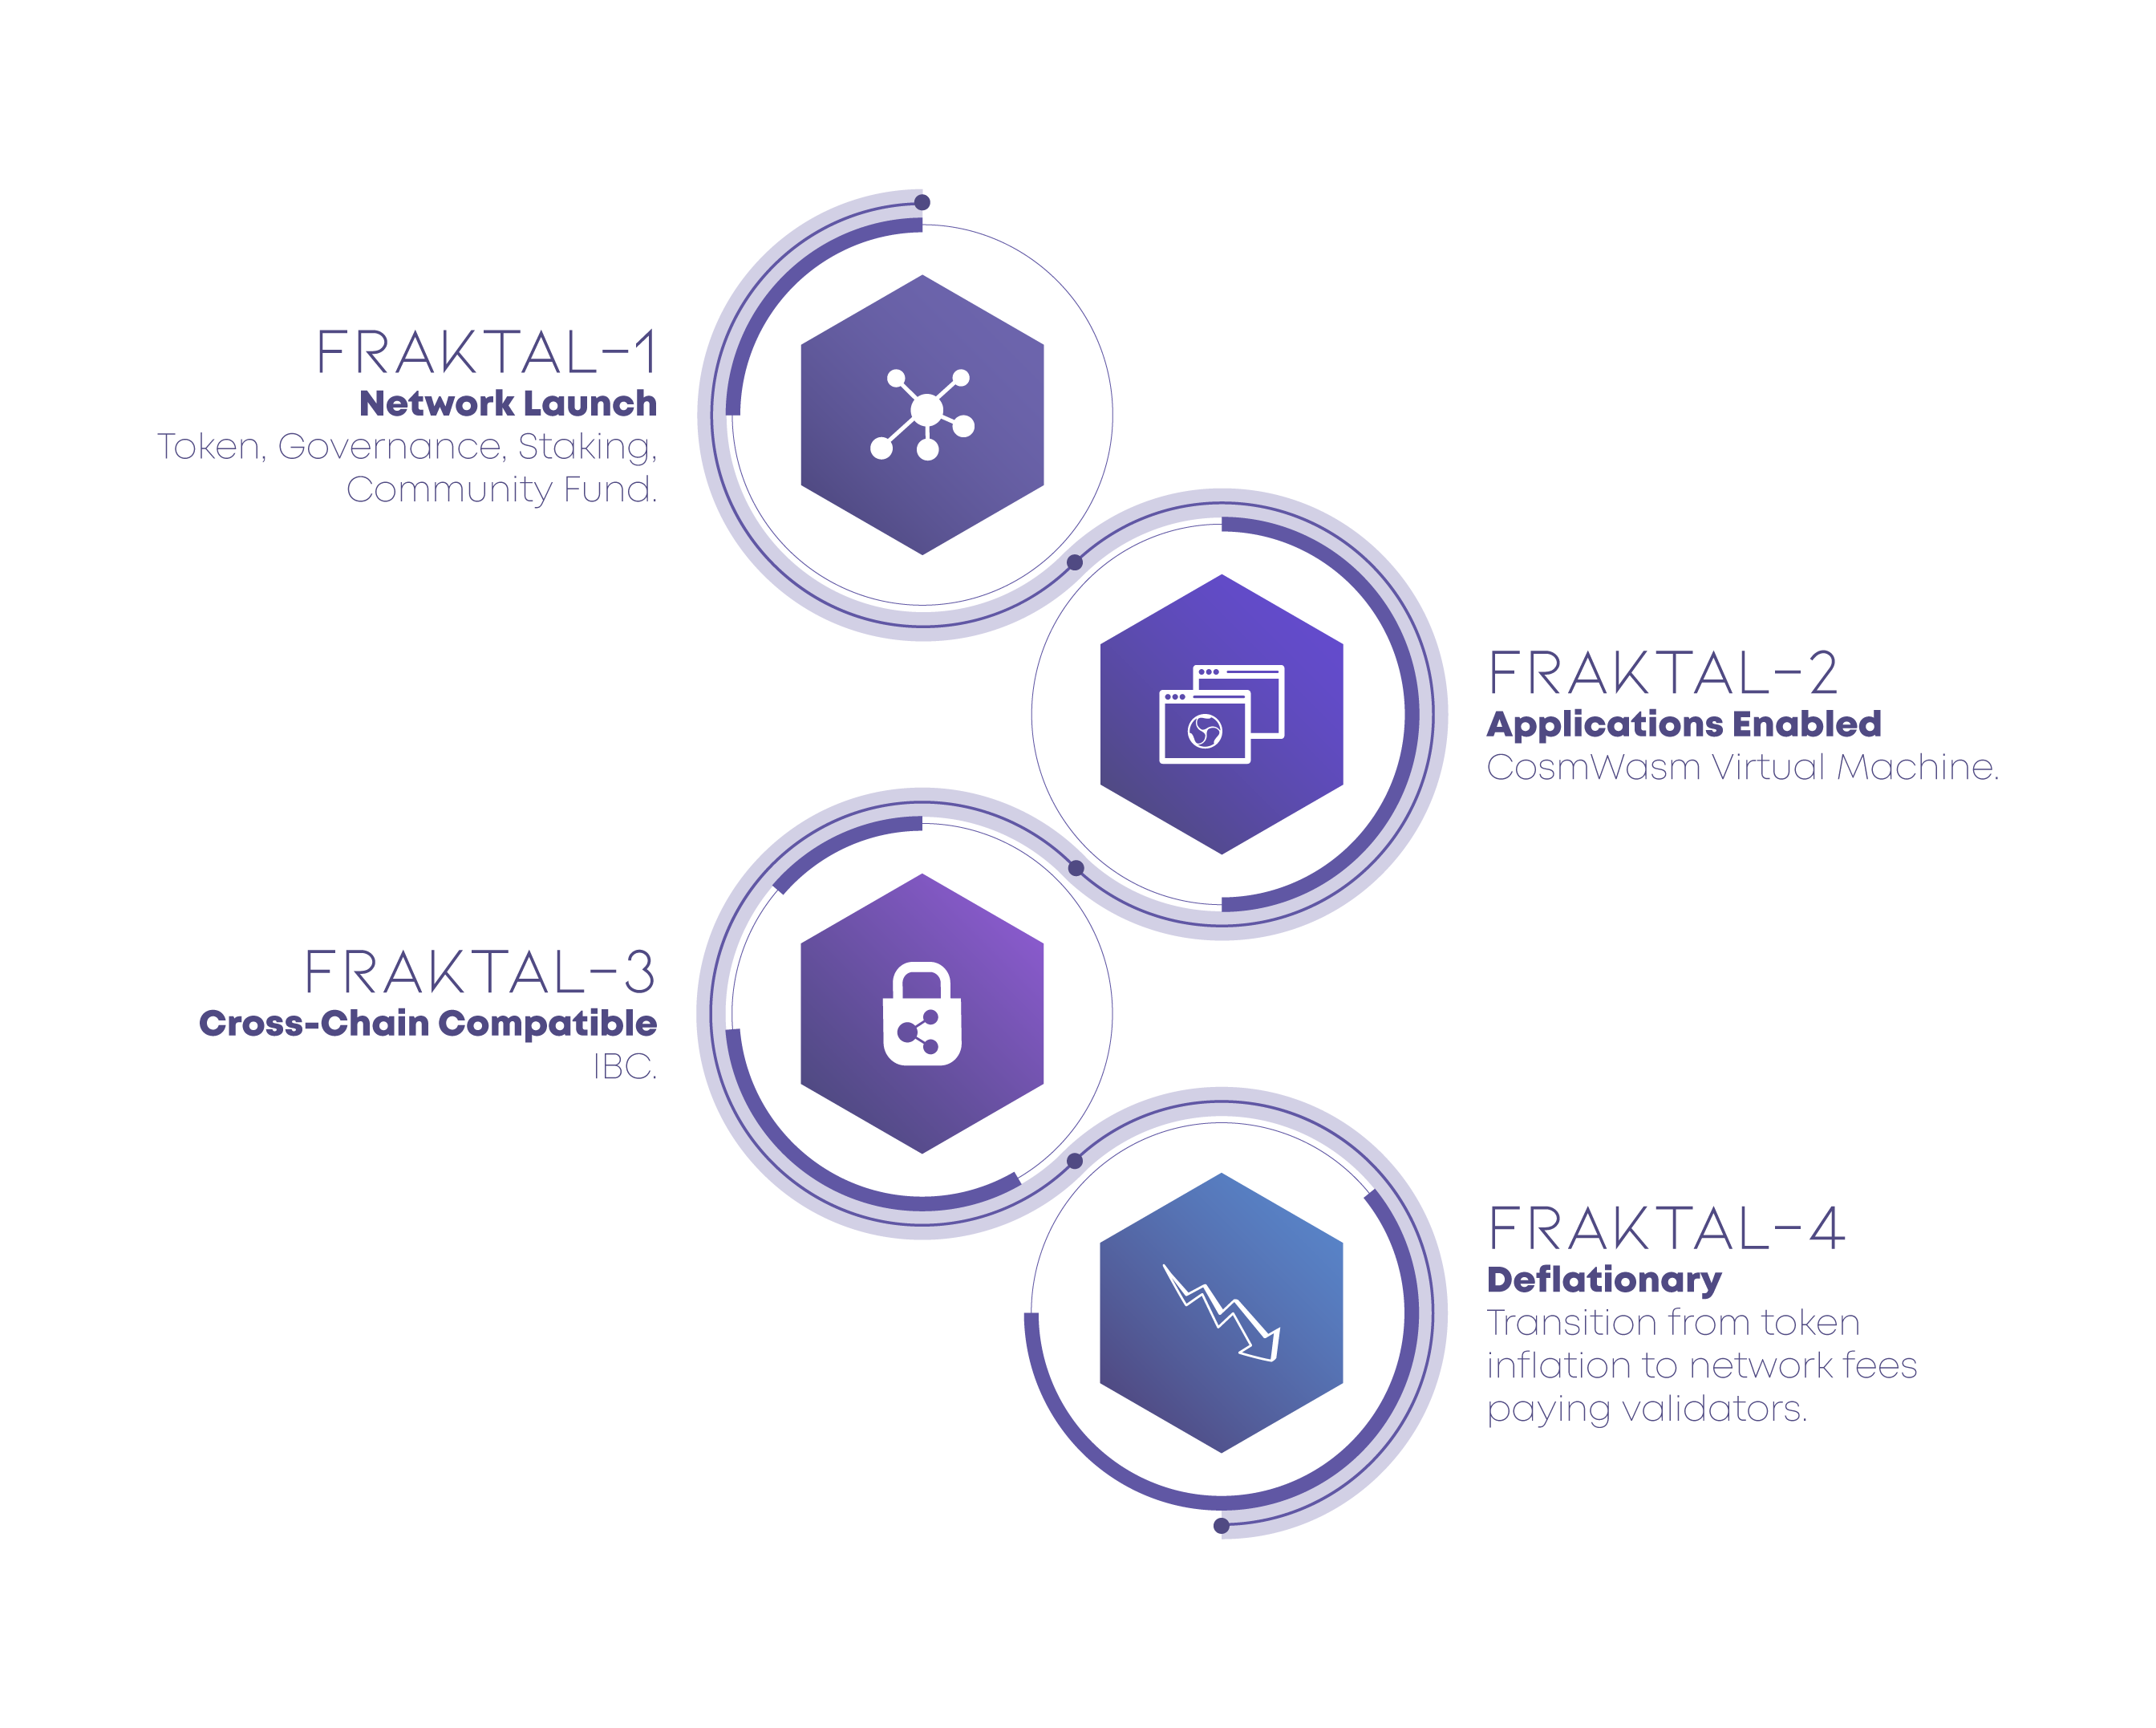 FRAKTAL-1
Network Launch
Token, Governance, Staking,
Community Fund.
FRAKTAL-2
Applications Enabled
CosmWasm Virtual Machine.
FRAKTAL-3
Cross-Chain Compatible
IBC.
FRAKTAL-4
Deflationary
Transition from token
inflation to network fees
paying validators.